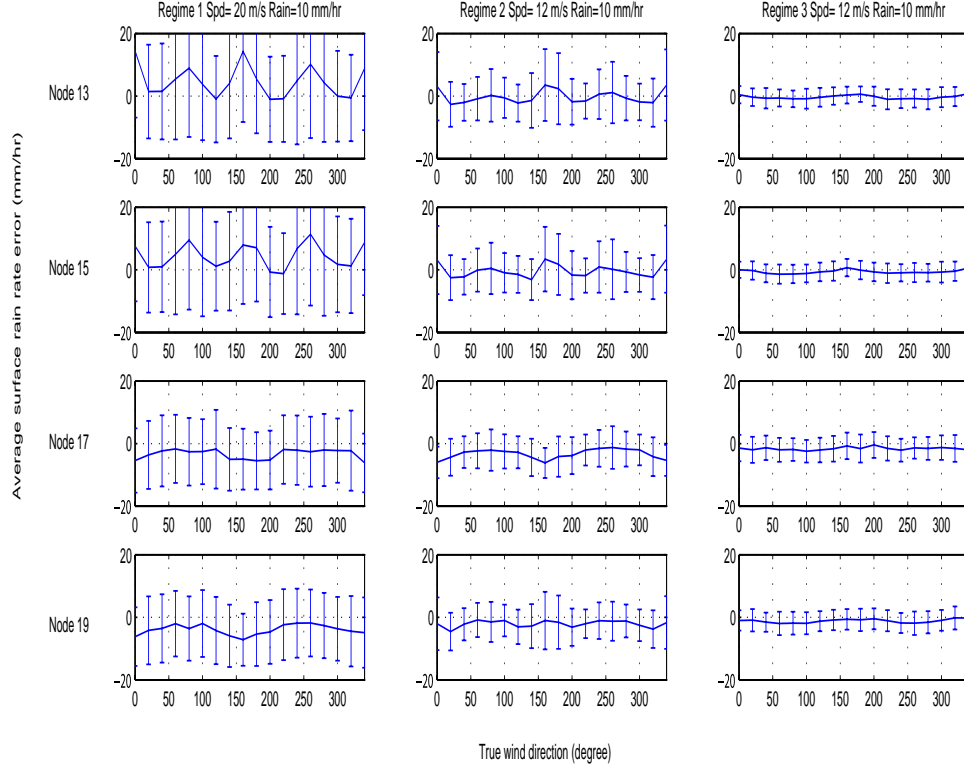 Regime 1 Spd= 20 m/s Rain=10 mm/hr
Regime 2 Spd= 12 m/s Rain=10 mm/hr
Regime 3 Spd= 12 m/s Rain=10 mm/hr
Average surface rain rate error (mm/hr)
Node 13
20
0
−20
0 50 100 150 200 250 300
20
0
−20
0 50 100 150 200 250 300
20
0
−20
0 50 100 150 200 250 300
Node 15
20
0
−20
0 50 100 150 200 250 300
20
0
−20
0 50 100 150 200 250 300
20
0
−20
0 50 100 150 200 250 300
Node 17
20
0
−20
0 50 100 150 200 250 300
20
0
−20
0 50 100 150 200 250 300
20
0
−20
0 50 100 150 200 250 300
Node 19
20
0
−20
0 50 100 150 200 250 300
20
0
−20
0 50 100 150 200 250 300
20
0
−20
0 50 100 150 200 250 300
True wind direction (degree)